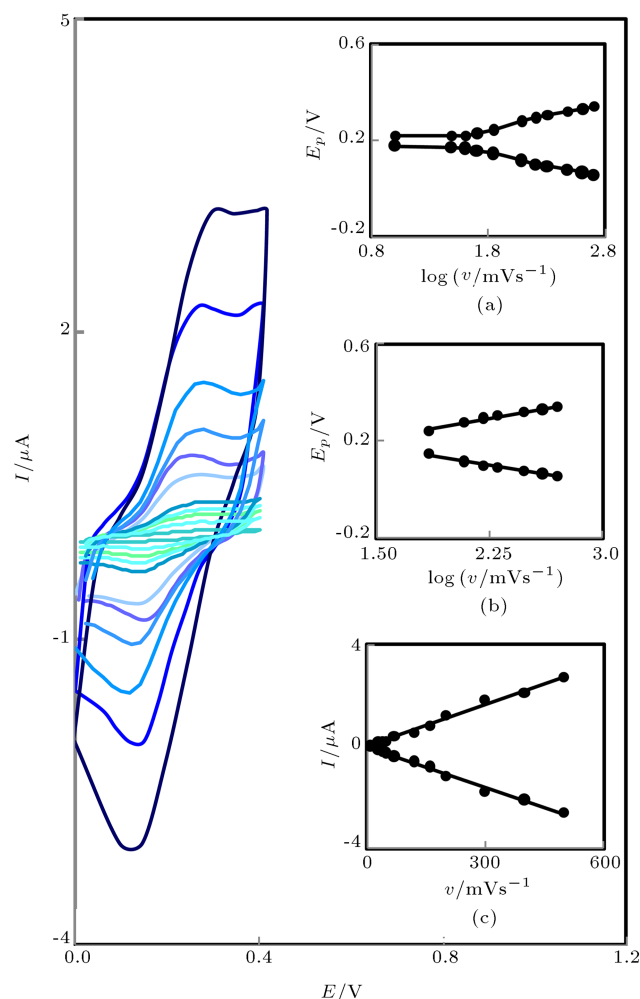 5
2
-1
-4
I/μA
0.0
0.4
0.8
1.2
E/V
0.6
0.2
-0.2
Eₚ/V
0.8
1.8
2.8
log (v/mVs⁻¹)
(a)
0.6
0.2
-0.2
Eₚ/V
1.50
2.25
3.0
log (v/mVs⁻¹)
(b)
4
0
-4
I/μA
0
300
600
v/mVs⁻¹
(c)